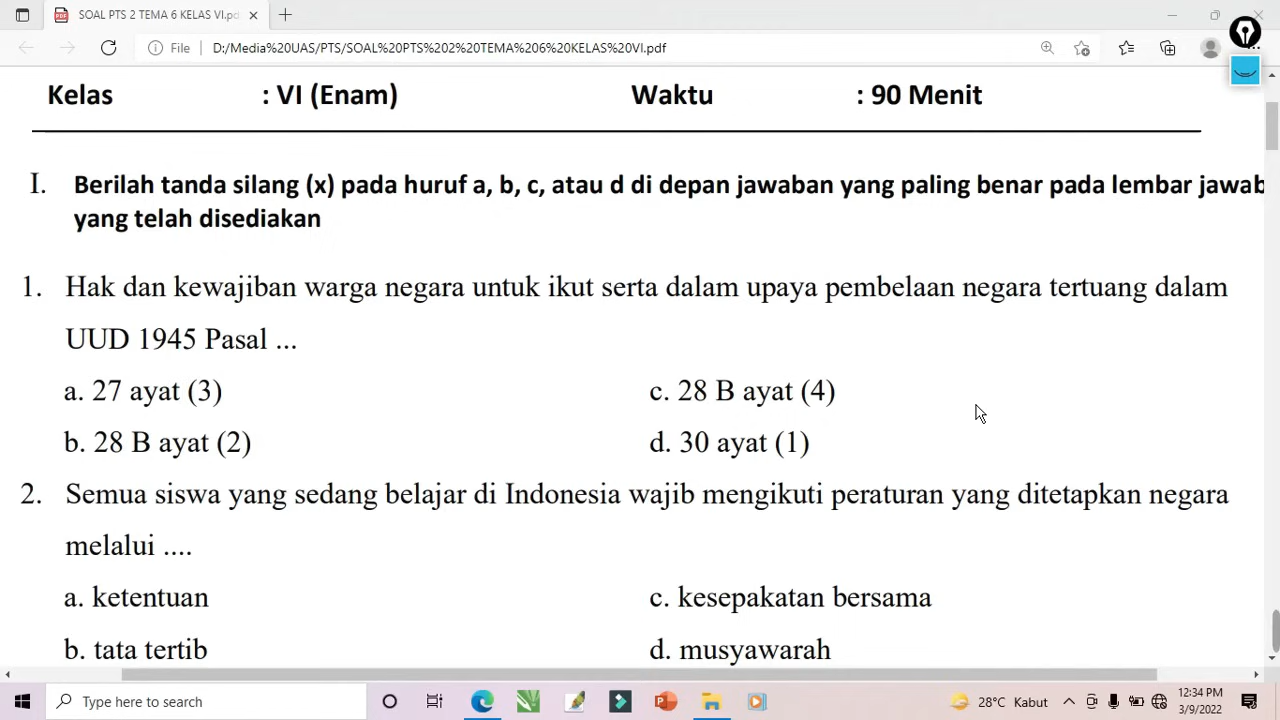 SOAL PTS 2 TEMA 6 KELAS VI.pd
File D:/Media%20UAS/PTS/SOAL%20PTS%202%20TEMA%206%20KELAS%20VI.pdf
Kelas : VI (Enam) Waktu : 90 Menit
I. Berilah tanda silang (x) pada huruf a, b, c, atau d di depan jawaban yang paling benar pada lembar jawab
yang telah disediakan
1. Hak dan kewajiban warga negara untuk ikut serta dalam upaya pembelaan negara tertuang dalam
UUD 1945 Pasal ...
a. 27 ayat (3) c. 28 B ayat (4)
b. 28 B ayat (2) d. 30 ayat (1)
2. Semua siswa yang sedang belajar di Indonesia wajib mengikuti peraturan yang ditetapkan negara
melalui ....
a. ketentuan c. kesepakatan bersama
b. tata tertib d. musyawarah
Type here to search 28°C Kabut 12:34 PM
3/9/2022